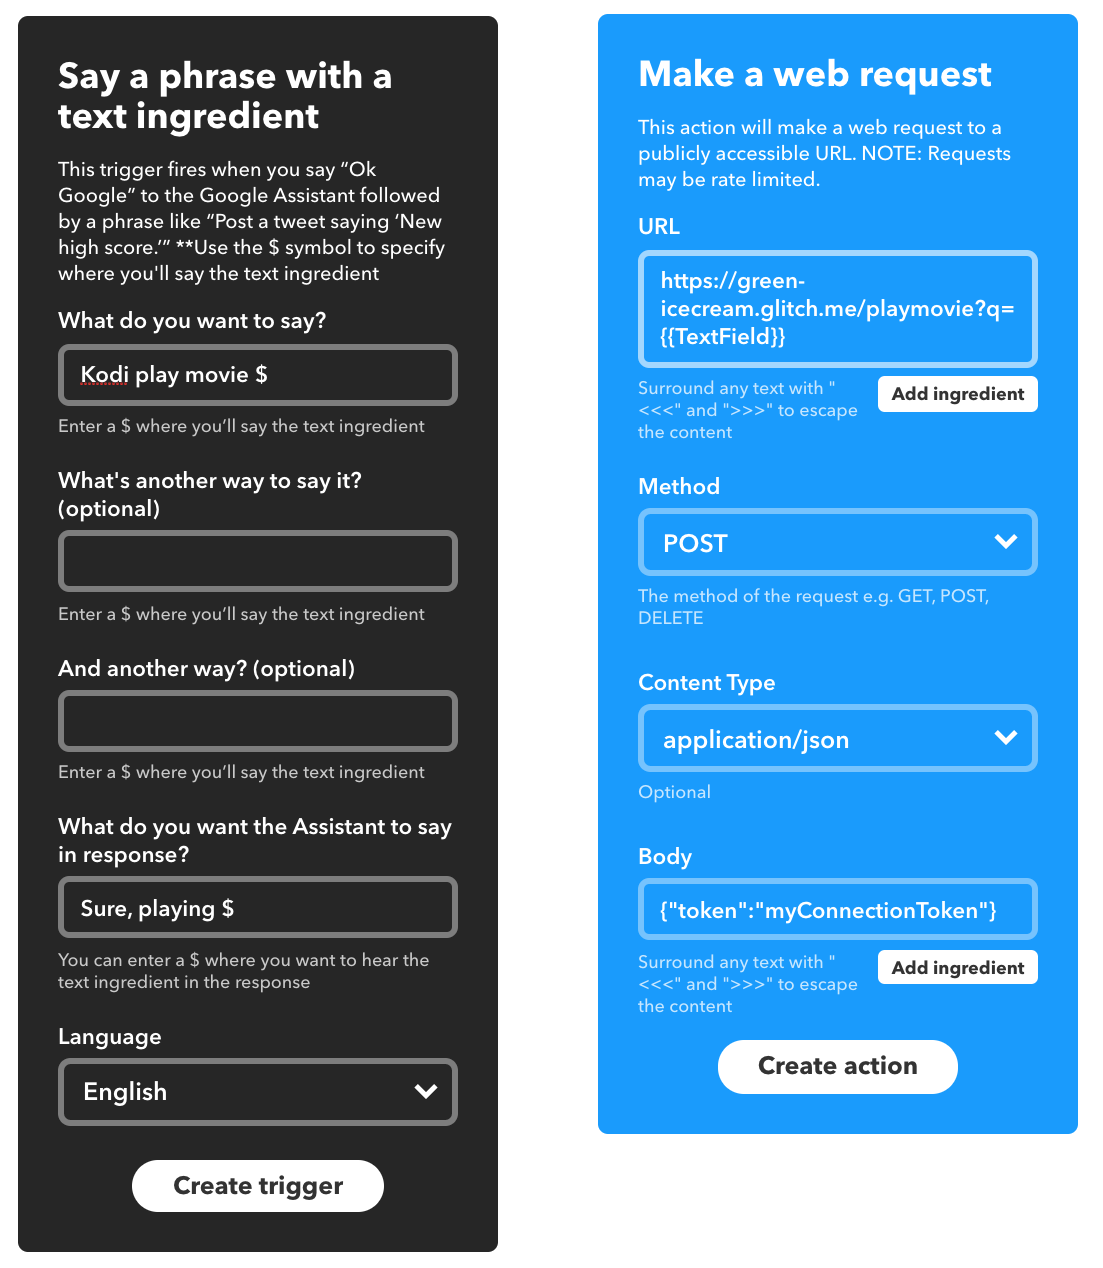 Say a phrase with a
text ingredient
This trigger fires when you say “Ok
Google” to the Google Assistant followed
by a phrase like “Post a tweet saying ‘New
high score.’” **Use the $ symbol to specify
where you'll say the text ingredient
What do you want to say?
Kodi play movie $
Enter a $ where you’ll say the text ingredient
What's another way to say it?
(optional)
Enter a $ where you’ll say the text ingredient
And another way? (optional)
Enter a $ where you’ll say the text ingredient
What do you want the Assistant to say
in response?
Sure, playing $
You can enter a $ where you want to hear the
text ingredient in the response
Language
English
Create trigger
Make a web request
This action will make a web request to a
publicly accessible URL. NOTE: Requests
may be rate limited.
URL
https://green-
icecream.glitch.me/playmovie?q=
{{TextField}}
Surround any text with "
<<<" and ">>>" to escape
the content
Add ingredient
Method
POST
The method of the request e.g. GET, POST,
DELETE
Content Type
application/json
Optional
Body
{"token":"myConnectionToken"}
Surround any text with "
<<<" and ">>>" to escape
the content
Add ingredient
Create action